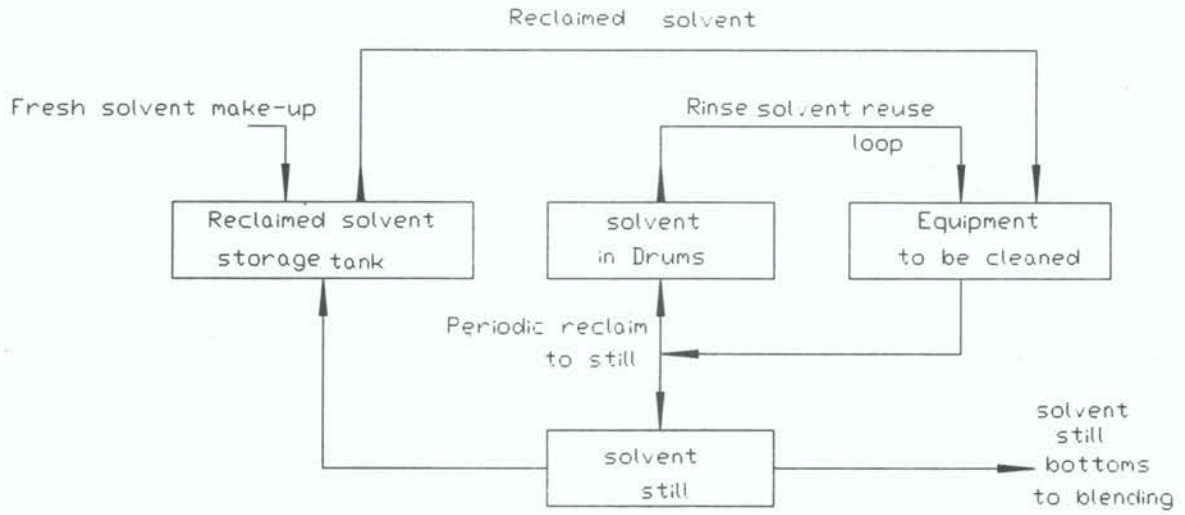 Reclaimed solvent
Fresh solvent make-up
Rinse solvent reuse
loop
Reclaimed solvent
storage tank
solvent
in Drums
Equipment
to be cleaned
Periodic reclaim
to still
solvent
still
solvent
still
bottoms
to blending